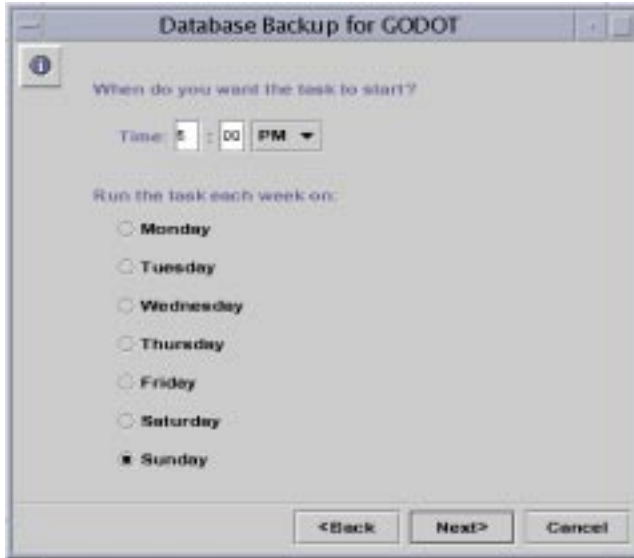 Database Backup for GODOT
When do you want the task to start?
Time: : 00 PM
Run the task each week on:
Monday
Tuesday
Wednesday
Thursday
Friday
Saturday
Sunday
<Back Next> Cancel